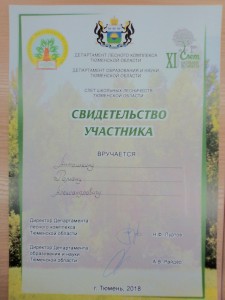 ДЕПАРТАМЕНТ ЛЕСНОГО КОМПЛЕКСА
ТЮМЕНСКОЙ ОБЛАСТИ
ДЕПАРТАМЕНТ ОБРАЗОВАНИЯ И НАУКИ
ТЮМЕНСКОЙ ОБЛАСТИ
XI Слет
СЛЕТ ШКОЛЬНЫХ ЛЕСНИЧЕСТВ
ТЮМЕНСКОЙ ОБЛАСТИ
СВИДЕТЕЛЬСТВО
УЧАСТНИКА
ВРУЧАЕТСЯ
Директор Департамента
лесного комплекса
Тюменской области
Директор Департамента
образования и науки
Тюменской области
г. Тюмень, 2018